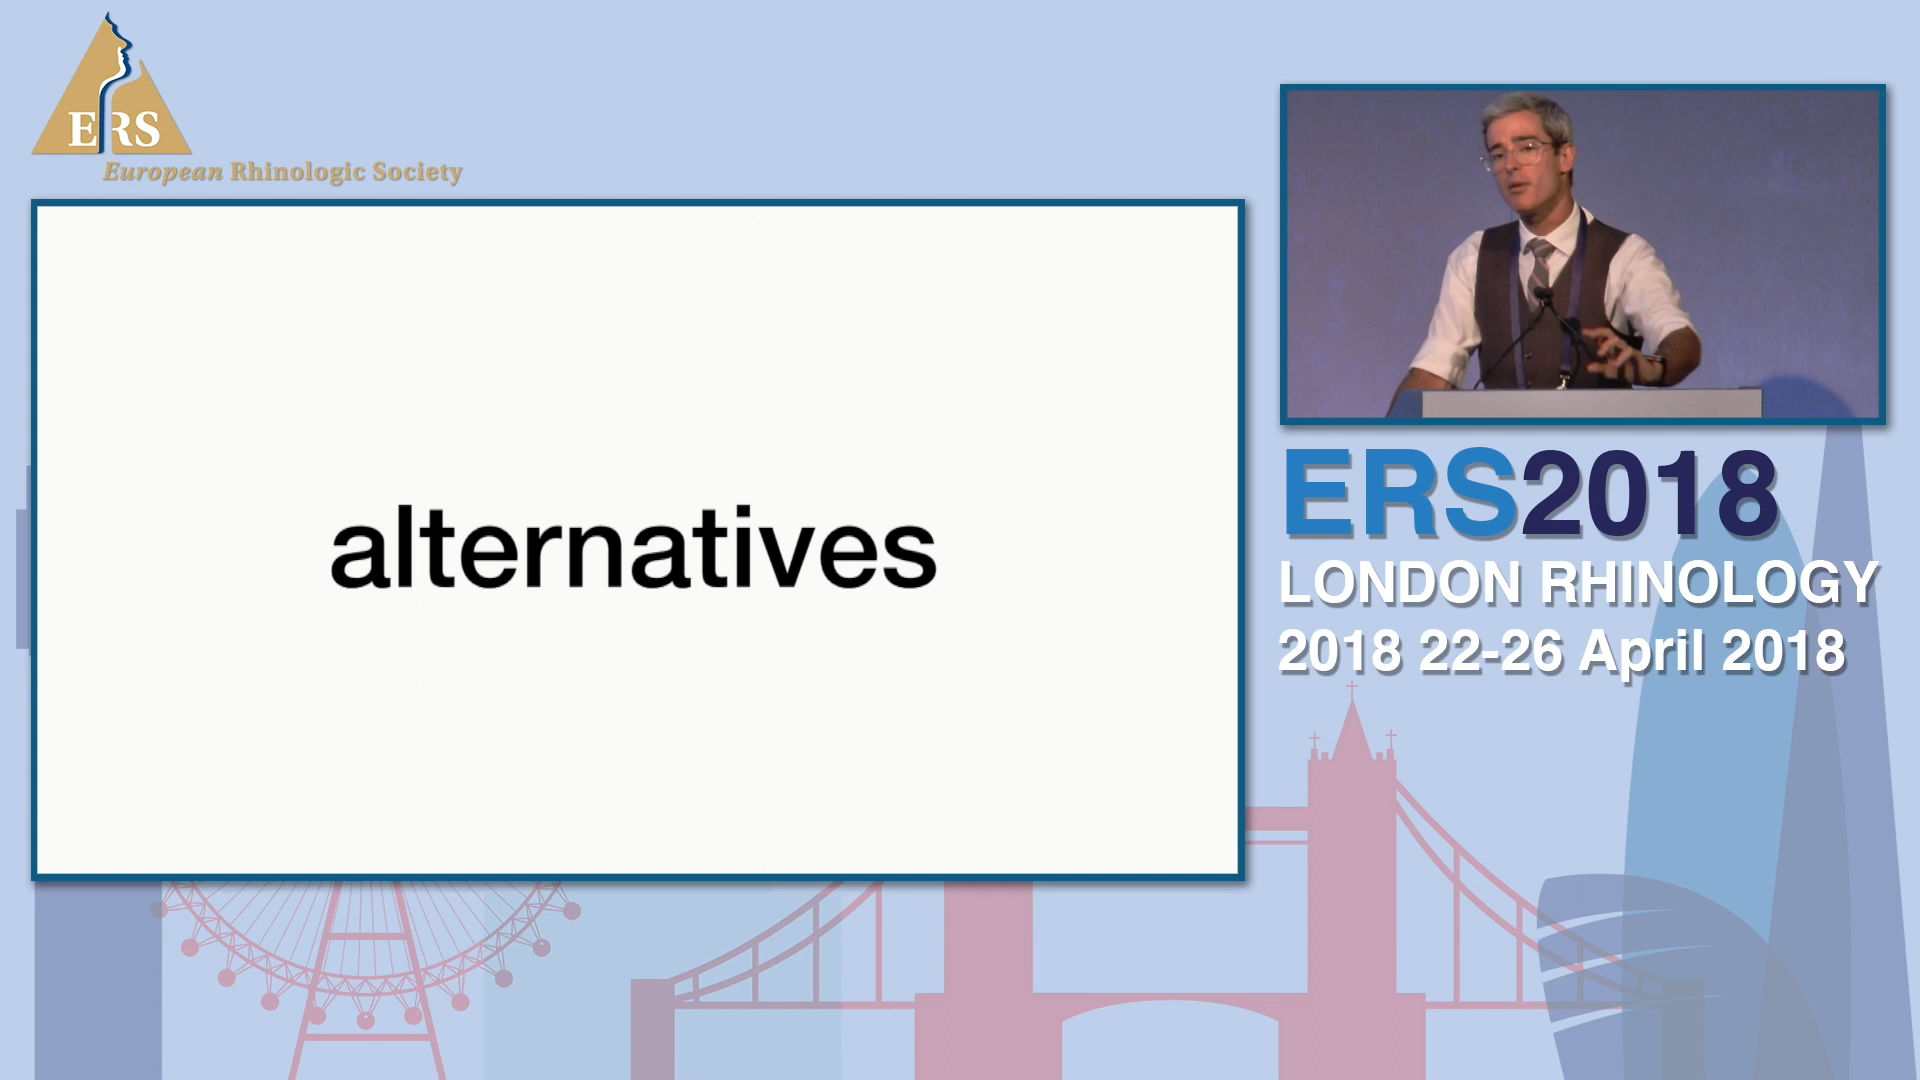 ERS
European Rhinologic Society
alternatives
ERS2018
LONDON RHINOLOGY
2018 22-26 April 2018